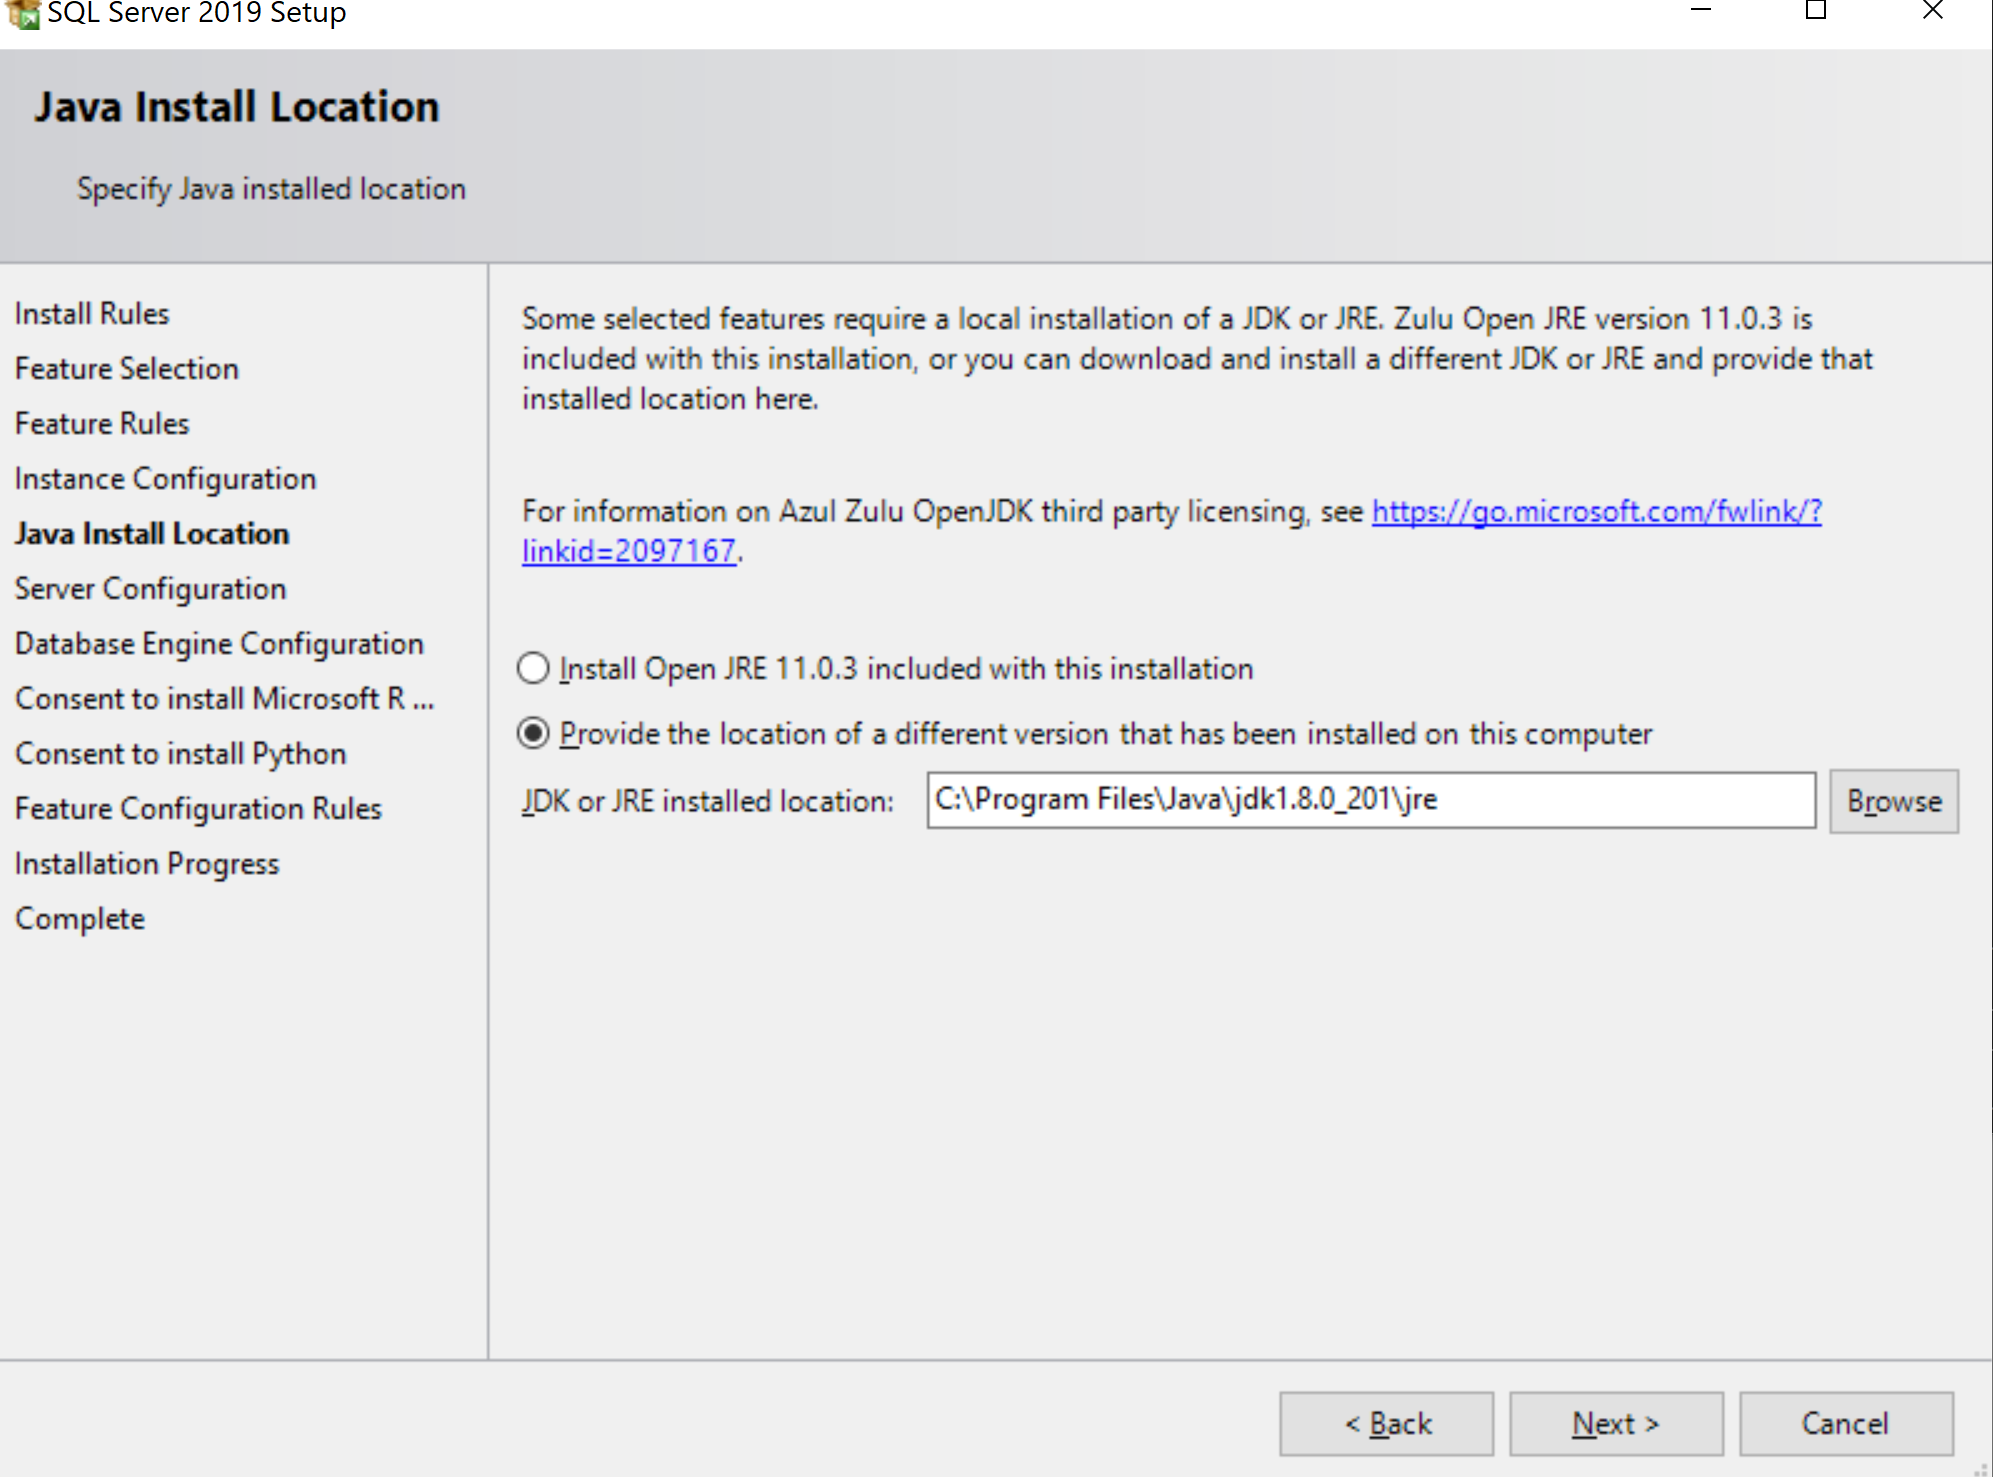 SQL Server 2019 Setup
Java Install Location
Specify Java installed location
Install Rules
Feature Selection
Feature Rules
Instance Configuration
Java Install Location
Server Configuration
Database Engine Configuration
Consent to install Microsoft R ...
Consent to install Python
Feature Configuration Rules
Installation Progress
Complete
Some selected features require a local installation of a JDK or JRE. Zulu Open JRE version 11.0.3 is
included with this installation, or you can download and install a different JDK or JRE and provide that
installed location here.
For information on Azul Zulu OpenJDK third party licensing, see https://go.microsoft.com/fwlink/?
linkid=2097167.
Install Open JRE 11.0.3 included with this installation
Provide the location of a different version that has been installed on this computer
JDK or JRE installed location: C:\Program Files\Java\jdk1.8.0_201\jre Browse
< Back Next > Cancel